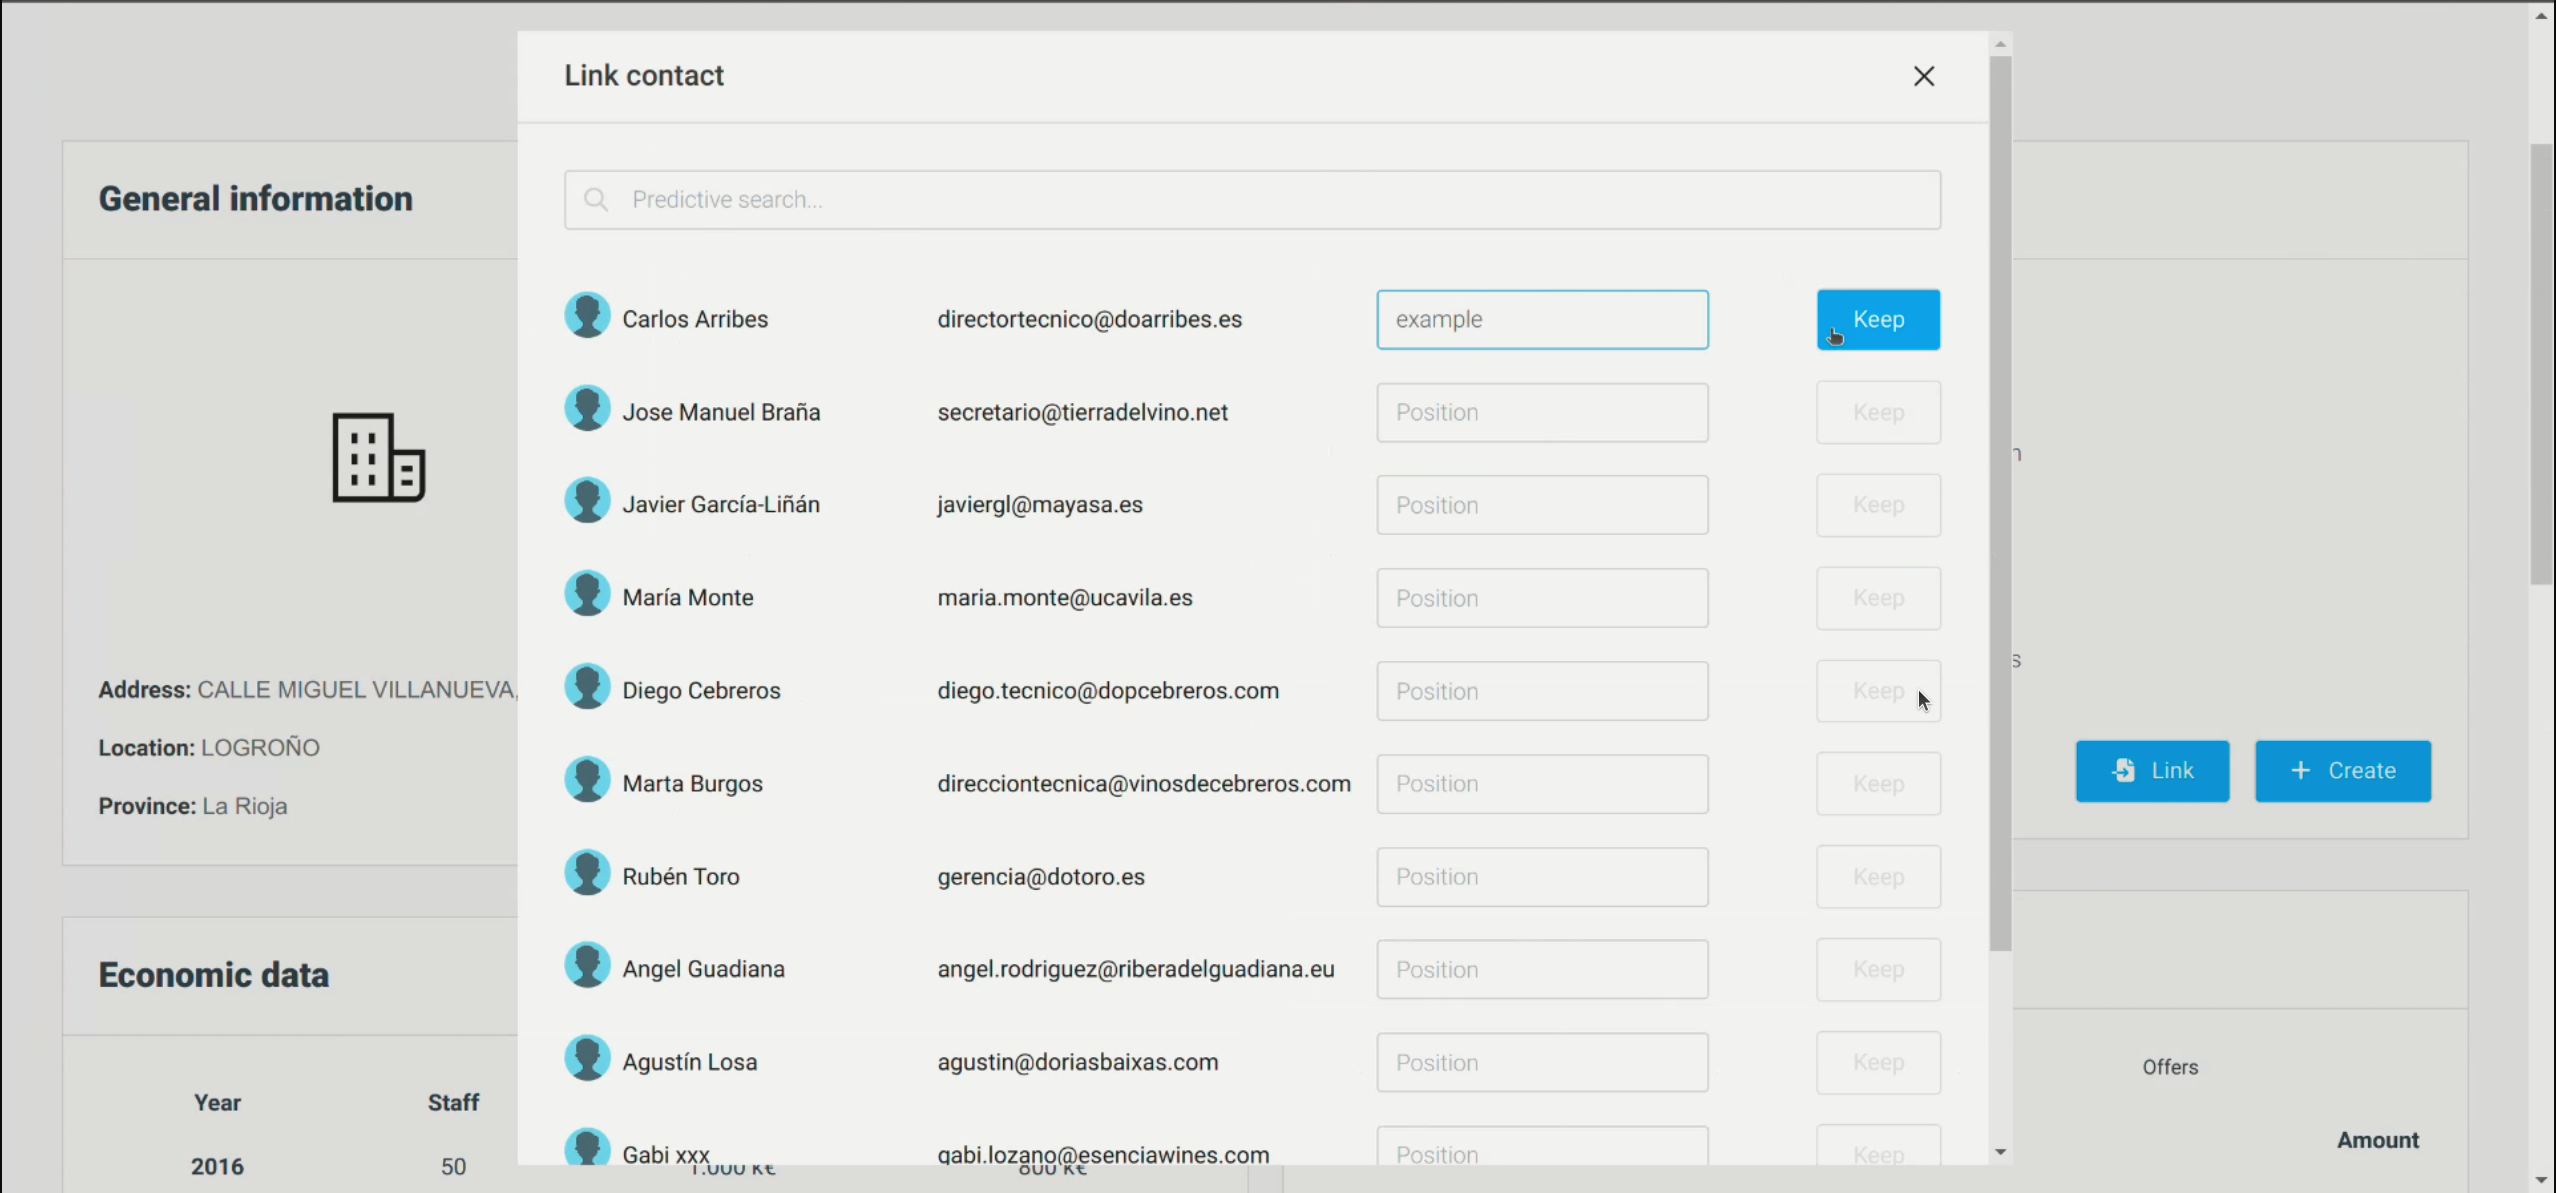 Link contact
Predictive search...
General information
Carlos Arribes directortecnico@doarribes.es example Keep
Jose Manuel Braña secretario@tierradelvino.net Position Keep
Javier García-Liñán javiergl@mayasa.es Position Keep
María Monte maria.monte@ucavila.es Position Keep
Diego Cebreros diego.tecnico@dopcebreros.com Position Keep
Address: CALLE MIGUEL VILLANUEVA,
Location: LOGROÑO
Link
Create
Marta Burgos direcciontecnica@vinosdecebreros.com Position Keep
Province: La Rioja
Rubén Toro gerencia@dotoro.es Position Keep
Economic data
Angel Guadiana angel.rodriguez@riberadelguadiana.eu Position Keep
Agustín Losa agustin@doriasbaixas.com Position Keep
Offers
Year Staff
Amount
Gabi xxx gabi.lozano@esenciawines.com Position Keep
2016 50 1.000 K€ 800 K€